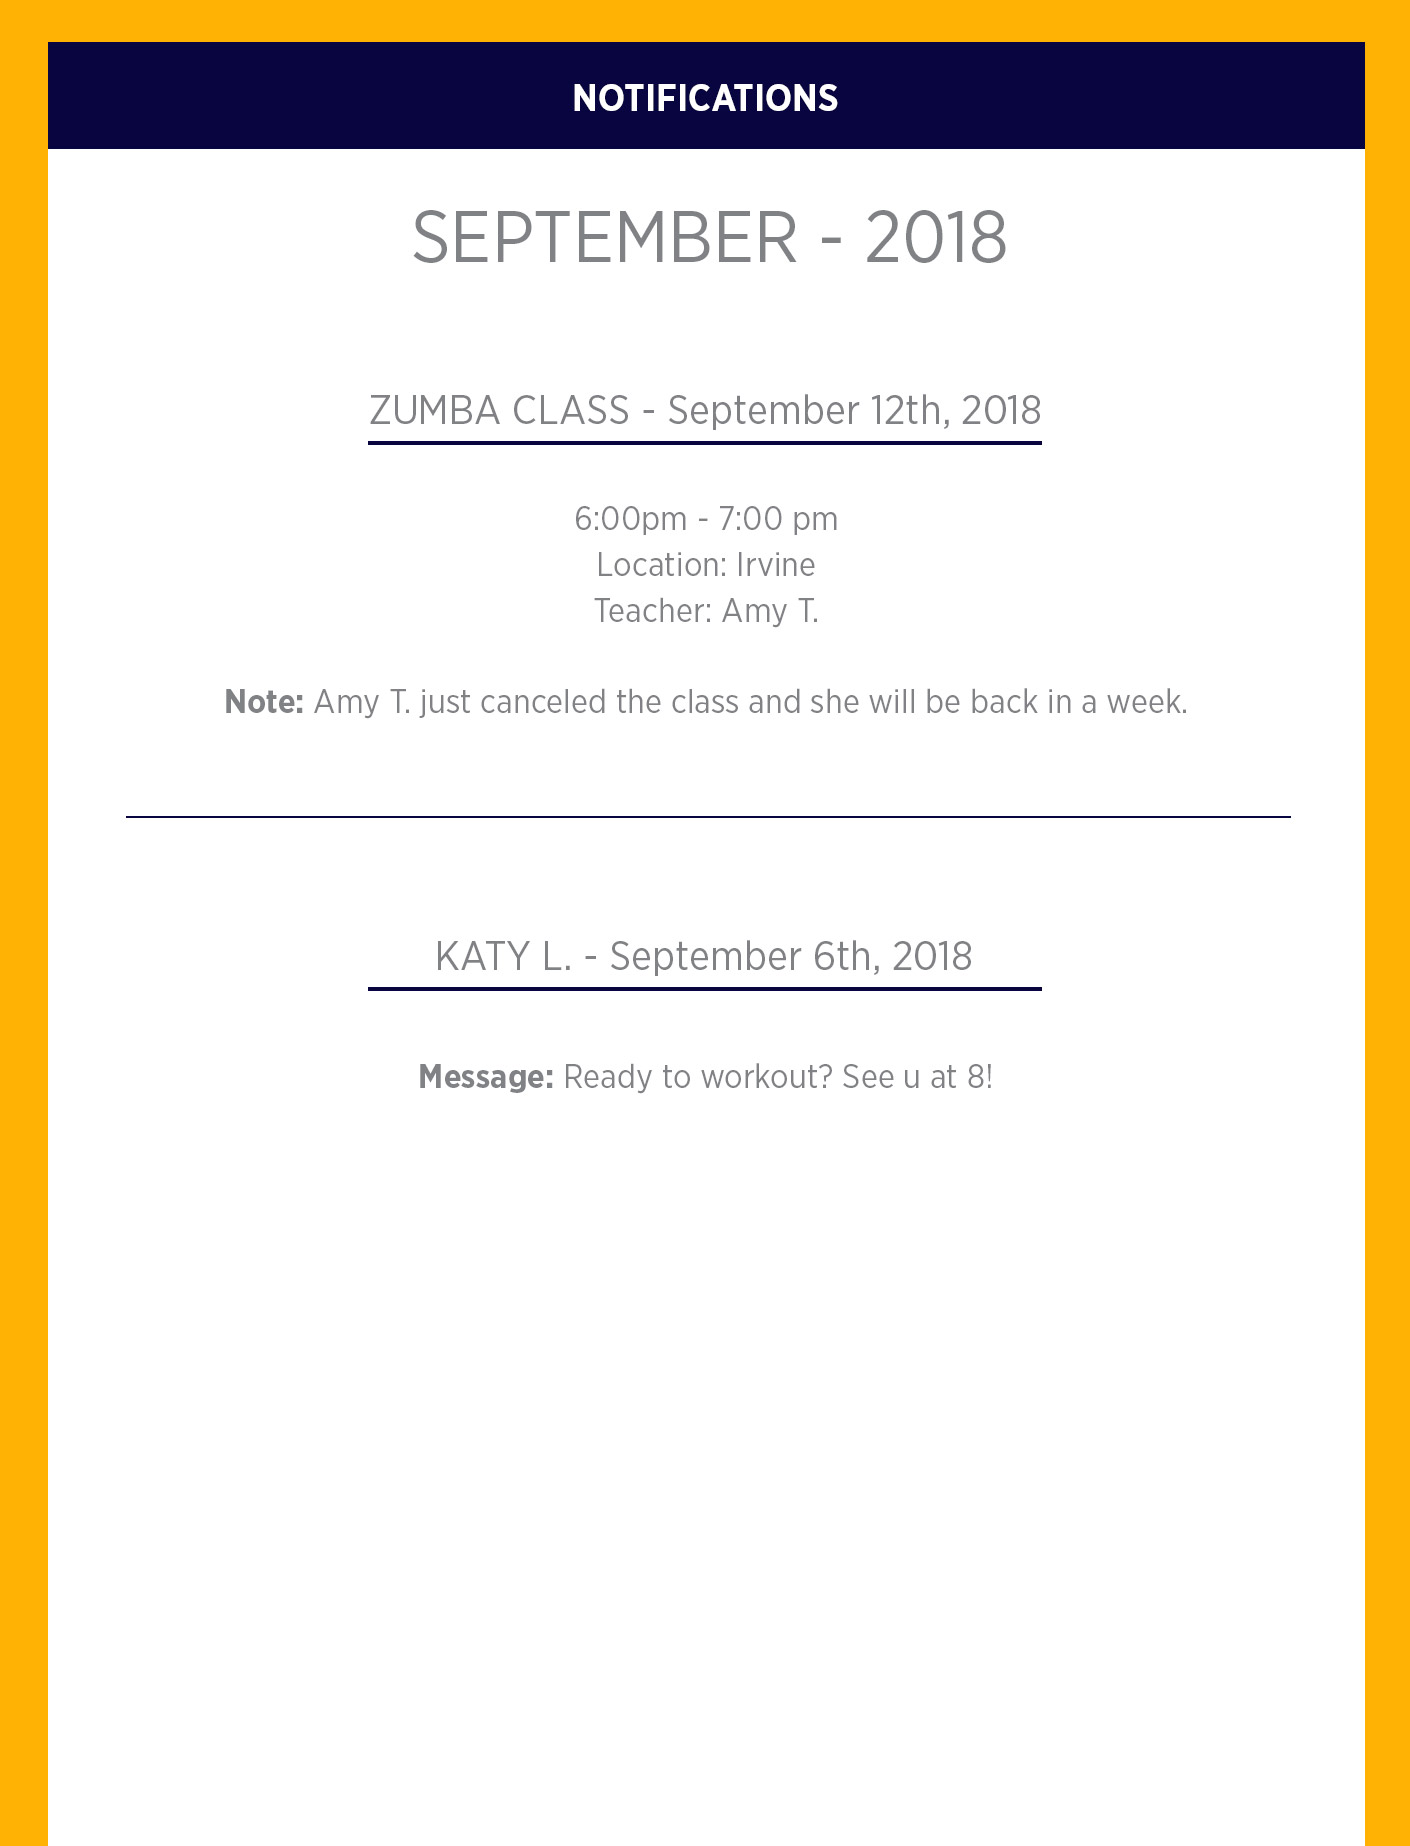 NOTIFICATIONS
SEPTEMBER - 2018
ZUMBA CLASS - September 12th, 2018
6:00pm - 7:00 pm
Location: Irvine
Teacher: Amy T.
Note: Amy T. just canceled the class and she will be back in a week.
KATY L. - September 6th, 2018
Message: Ready to workout? See u at 8!